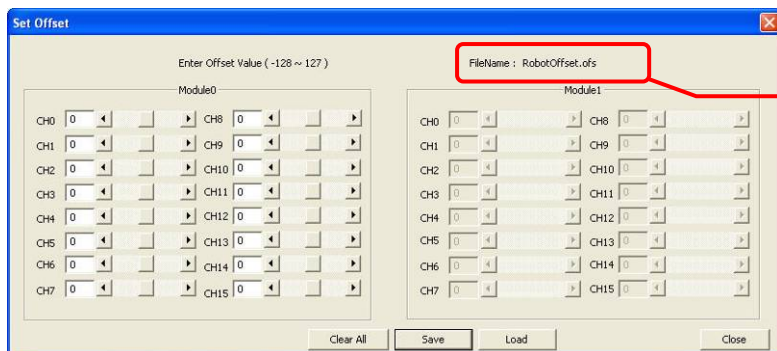 Set Offset
Enter Offset Value ( -128 ~ 127 )
FileName : RobotOffset.ofs
Module0
Module1
CH0 0 CH8 0
CH1 0 CH9 0
CH2 0 CH10 0
CH3 0 CH11 0
CH4 0 CH12 0
CH5 0 CH13 0
CH6 0 CH14 0
CH7 0 CH15 0
CH0 0 CH8 0
CH1 0 CH9 0
CH2 0 CH10 0
CH3 0 CH11 0
CH4 0 CH12 0
CH5 0 CH13 0
CH6 0 CH14 0
CH7 0 CH15 0
Clear All
Save
Load
Close